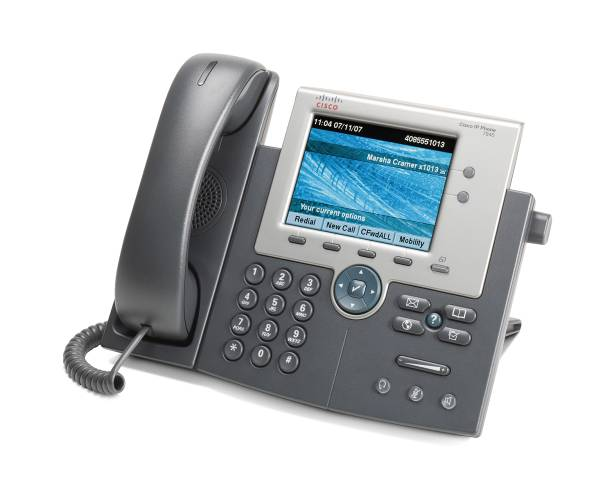 CISCO
Cisco IP Phone
7945
11:04 07/11/07 4085551013
Marsha Cramer x1013
Your current options
Redial New Call CFwdALL Mobility
1 2 ABC 3 DEF
4 GHI 5 JKL 6 MNO
7 PQRS 8 TUV 9 WXYZ
* 0 #
?